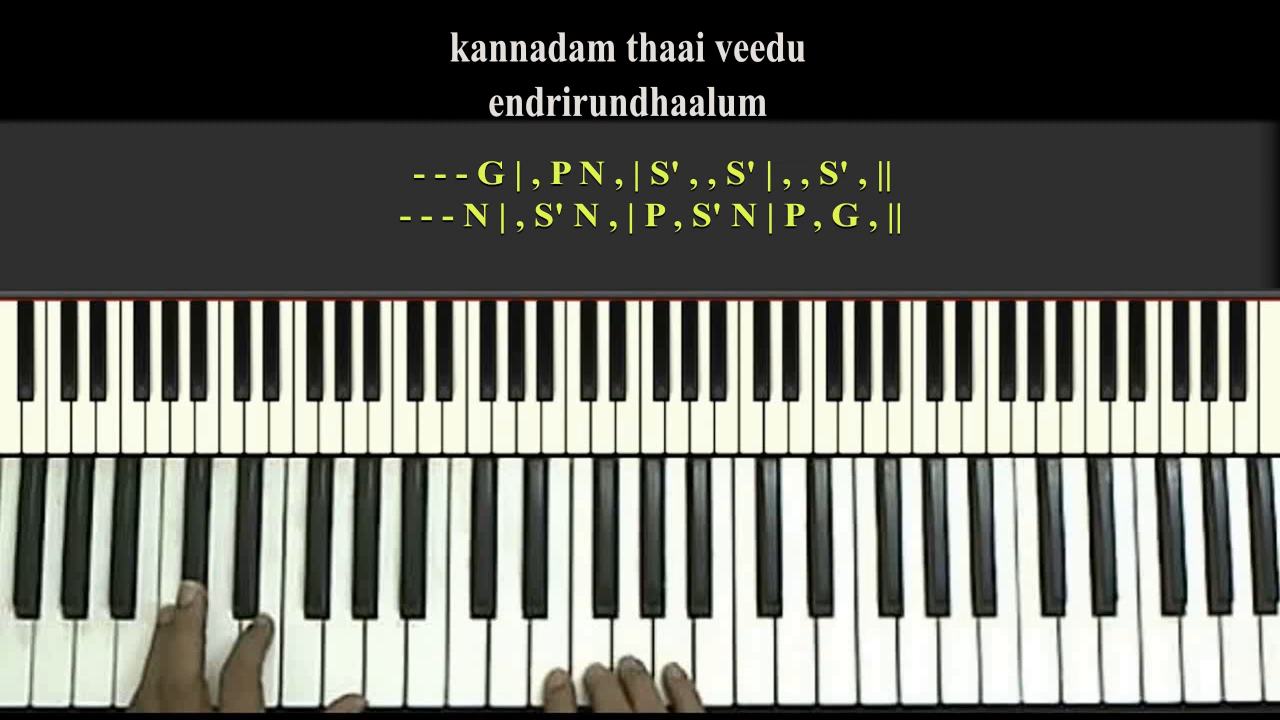 kannadam thaai veedu
endrirundhaalum
- - - G | , P N , | S' , , S' | , , S' , ||
- - - N | , S' N , | P , S' N | P , G , ||